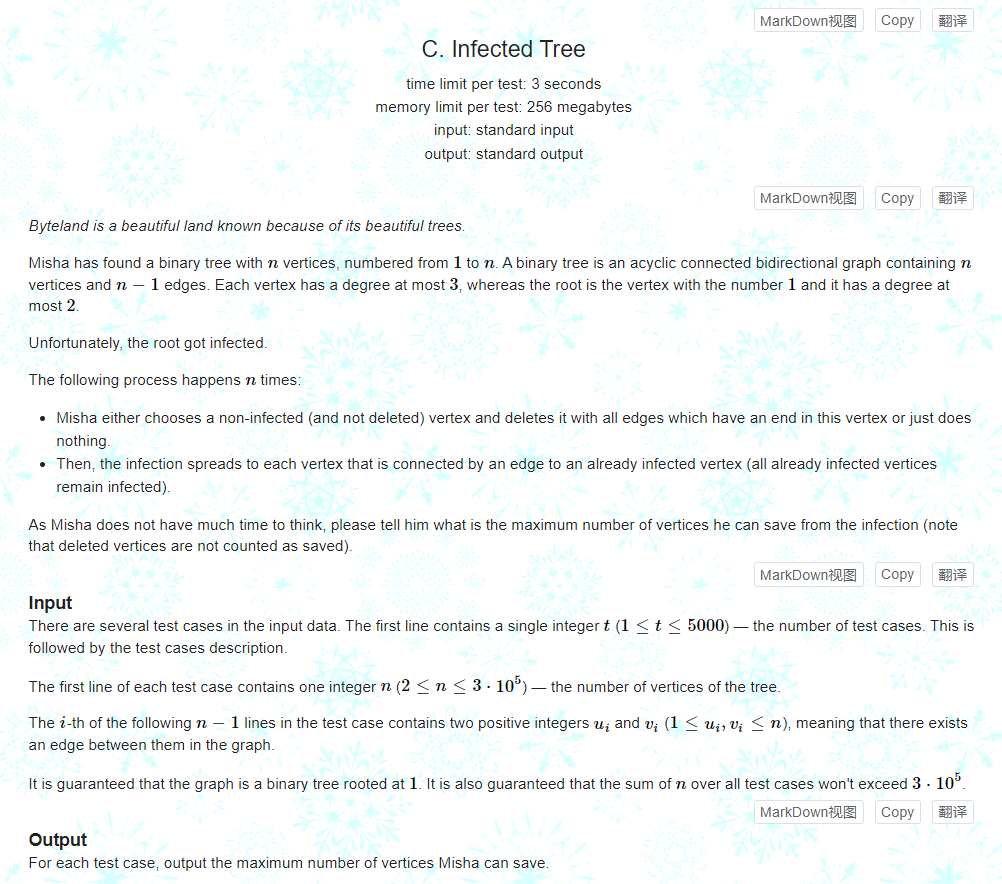 MarkDown视图 Copy 翻译
C. Infected Tree
time limit per test: 3 seconds
memory limit per test: 256 megabytes
input: standard input
output: standard output
MarkDown视图 Copy 翻译
Byteland is a beautiful land known because of its beautiful trees.
Misha has found a binary tree with n vertices, numbered from 1 to n. A binary tree is an acyclic connected bidirectional graph containing n
vertices and n − 1 edges. Each vertex has a degree at most 3, whereas the root is the vertex with the number 1 and it has a degree at
most 2.
Unfortunately, the root got infected.
The following process happens n times:
• Misha either chooses a non-infected (and not deleted) vertex and deletes it with all edges which have an end in this vertex or just does
nothing.
• Then, the infection spreads to each vertex that is connected by an edge to an already infected vertex (all already infected vertices
remain infected).
As Misha does not have much time to think, please tell him what is the maximum number of vertices he can save from the infection (note
that deleted vertices are not counted as saved).
MarkDown视图 Copy 翻译
Input
There are several test cases in the input data. The first line contains a single integer t (1 ≤ t ≤ 5000) — the number of test cases. This is
followed by the test cases description.
The first line of each test case contains one integer n (2 ≤ n ≤ 3 · 10⁵) — the number of vertices of the tree.
The i-th of the following n − 1 lines in the test case contains two positive integers uᵢ and vᵢ (1 ≤ uᵢ, vᵢ ≤ n), meaning that there exists
an edge between them in the graph.
It is guaranteed that the graph is a binary tree rooted at 1. It is also guaranteed that the sum of n over all test cases won't exceed 3 · 10⁵.
MarkDown视图 Copy 翻译
Output
For each test case, output the maximum number of vertices Misha can save.